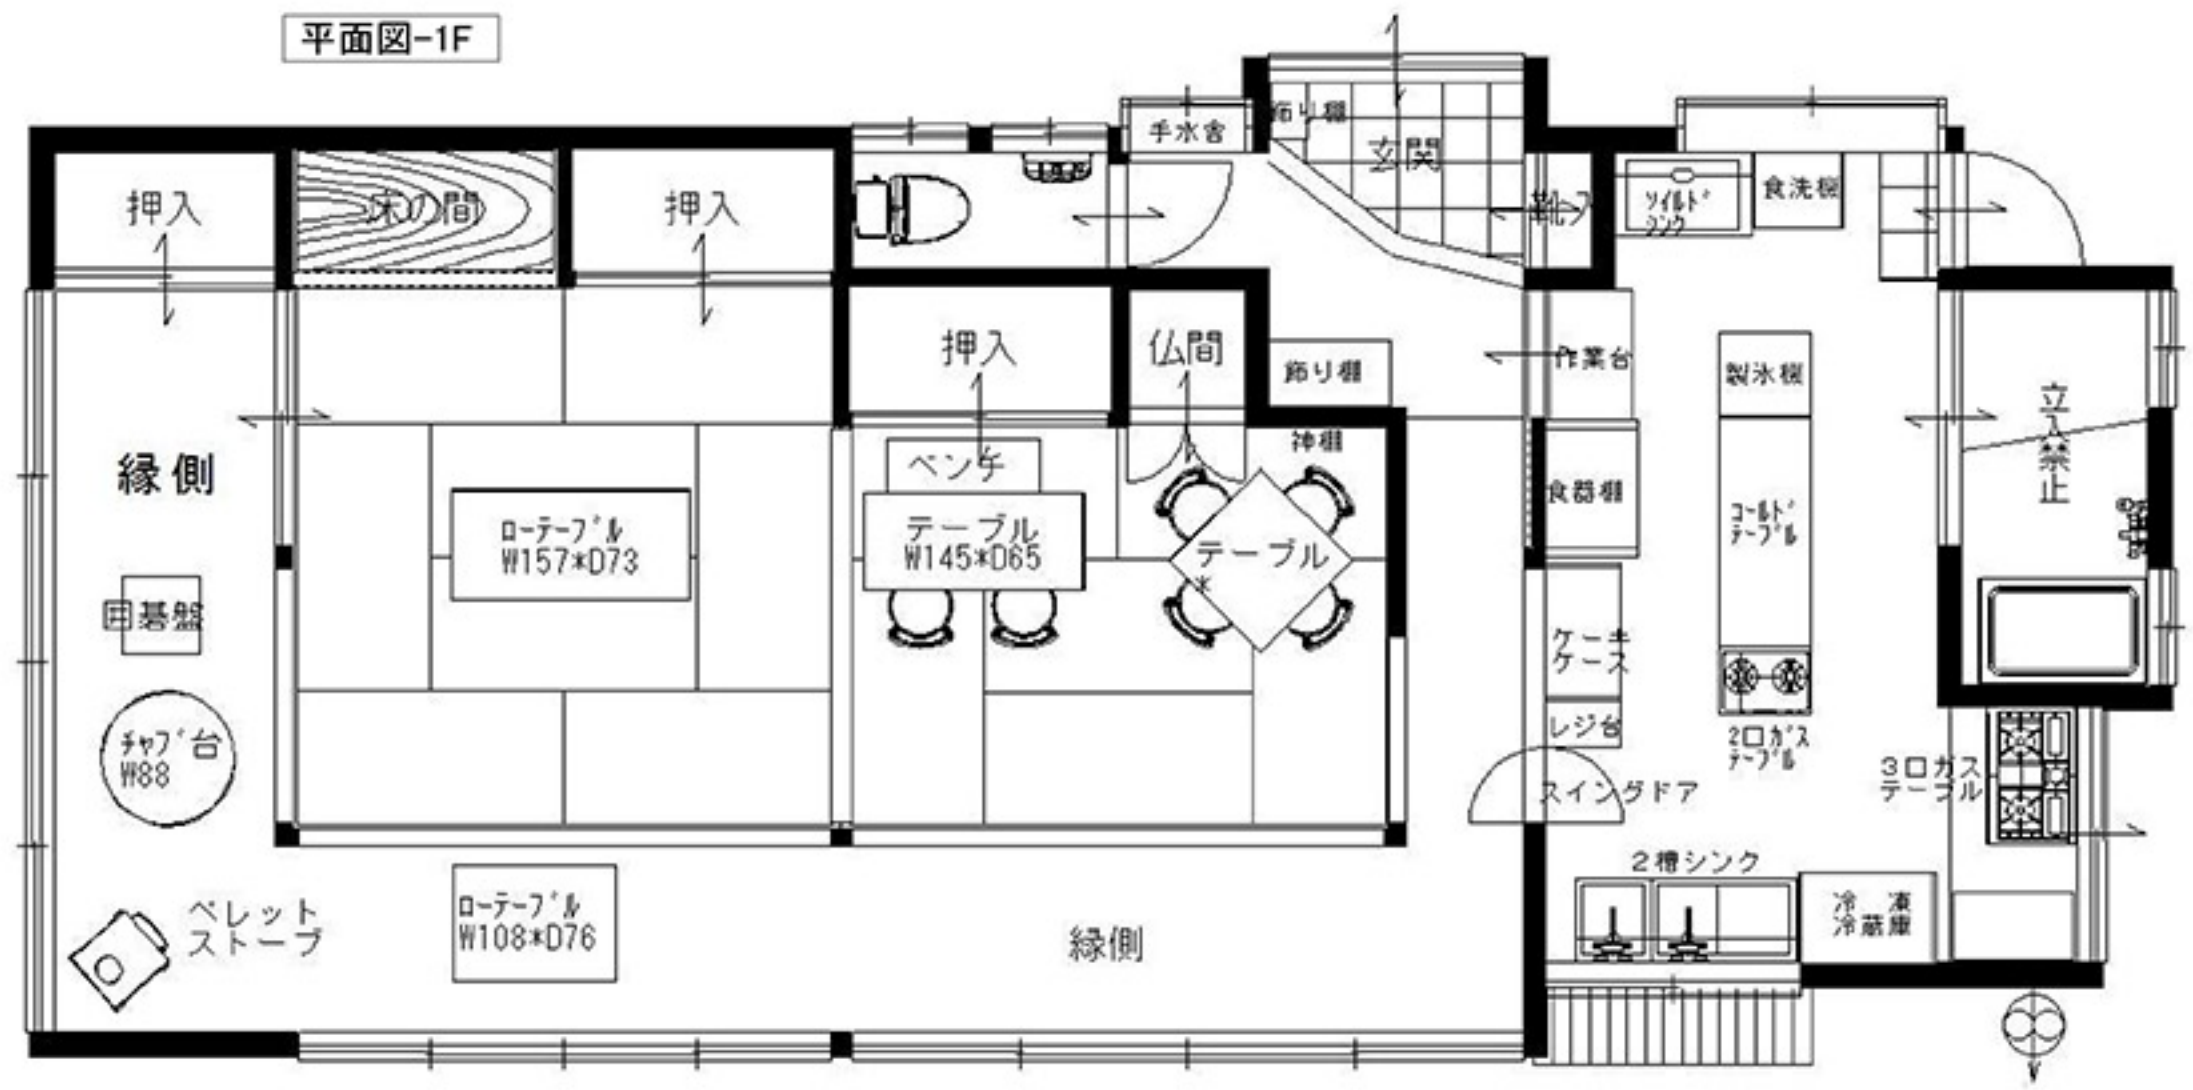 平面図-1F
飾り棚
手水舎
玄関
押入
床の間
押入
ソイルド
シンク
食洗機
押入
仏間
飾り棚
作業台
製氷機
立入禁止
神棚
縁側
ベンチ
食器棚
ローテーブル
W157*D73
テーブル
W145*D65
テーブル
*
コールド
テーブル
囲碁盤
ケーキ
ケース
レジ台
チャブ台
W88
2口ガス
テーブル
3口ガス
テーブル
スイングドア
2槽シンク
ペレット
ストーブ
ローテーブル
W108*D76
縁側
冷 凍
冷蔵庫